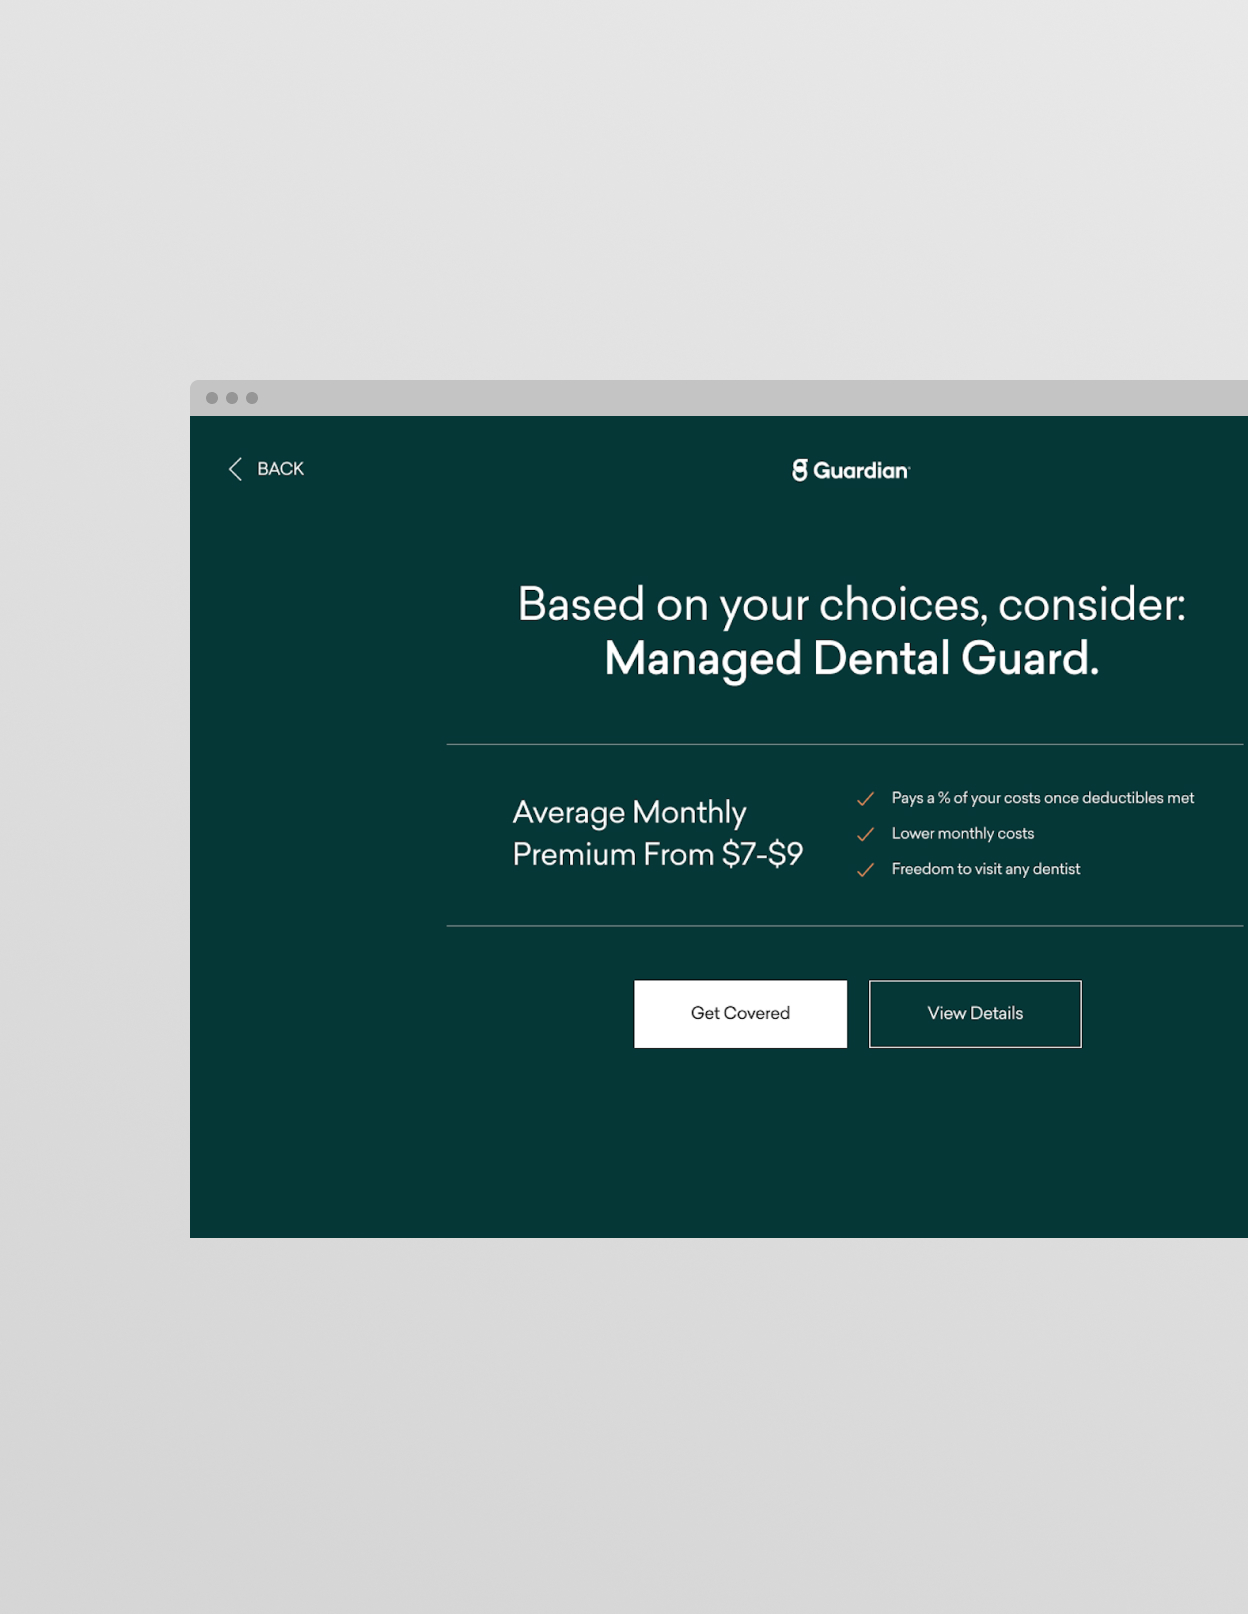 BACK
Guardian
Based on your choices, consider:
Managed Dental Guard.
Average Monthly
Premium From $7-$9
Pays a % of your costs once deductibles met
Lower monthly costs
Freedom to visit any dentist
Get Covered
View Details